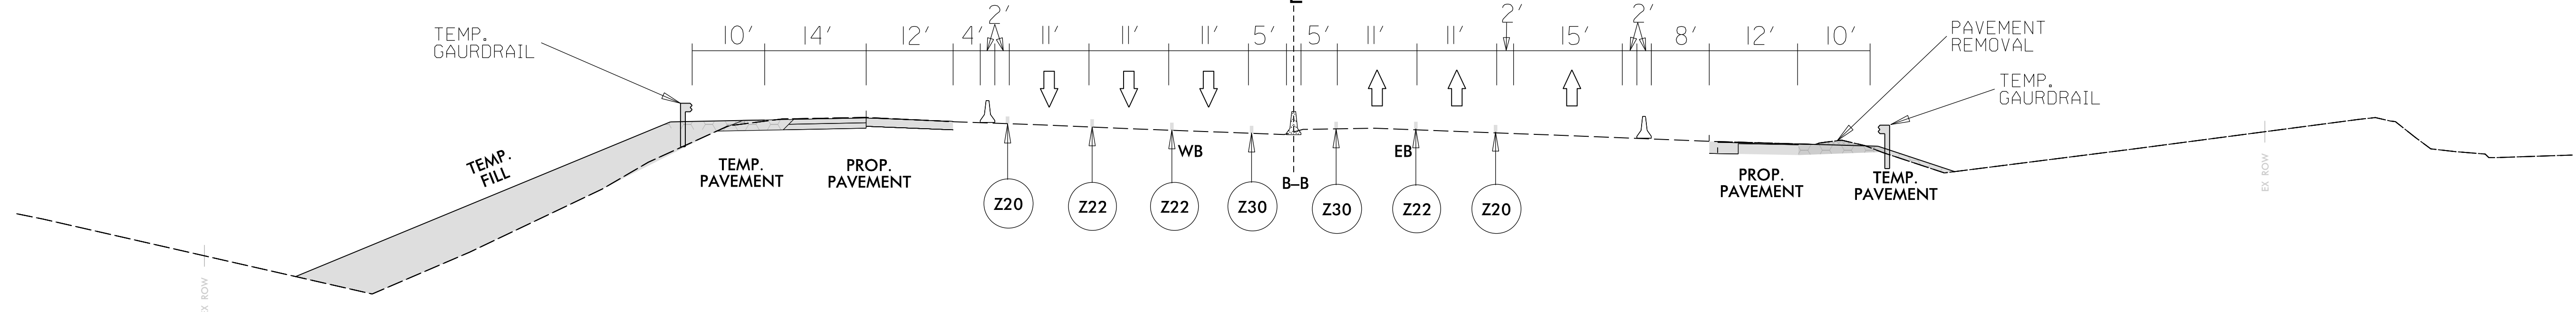 TEMP.
GAURDRAIL
10' 14' 12' 4' 2' 11' 11' 11' 5' 5' 11' 11' 2' 15' 2' 8' 12' 10'
PAVEMENT
REMOVAL
TEMP.
GAURDRAIL
TEMP.
FILL
TEMP.
PAVEMENT
PROP.
PAVEMENT
WB
EB
B-B
PROP.
PAVEMENT
TEMP.
PAVEMENT
Z20 Z22 Z22 Z30 Z30 Z22 Z20
EX ROW
EX ROW